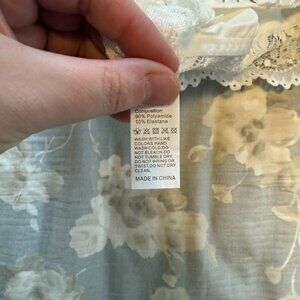 Composition:
90% Polyamide
10% Elastane
WASH WITH LIKE
COLORS.HAND
WASH COLD.DO
NOT BLEACH.DO
NOT TUMBLE DRY.
DO NOT WRING OR
TWIST.DO NOT DRY
CLEAN.
MADE IN CHINA